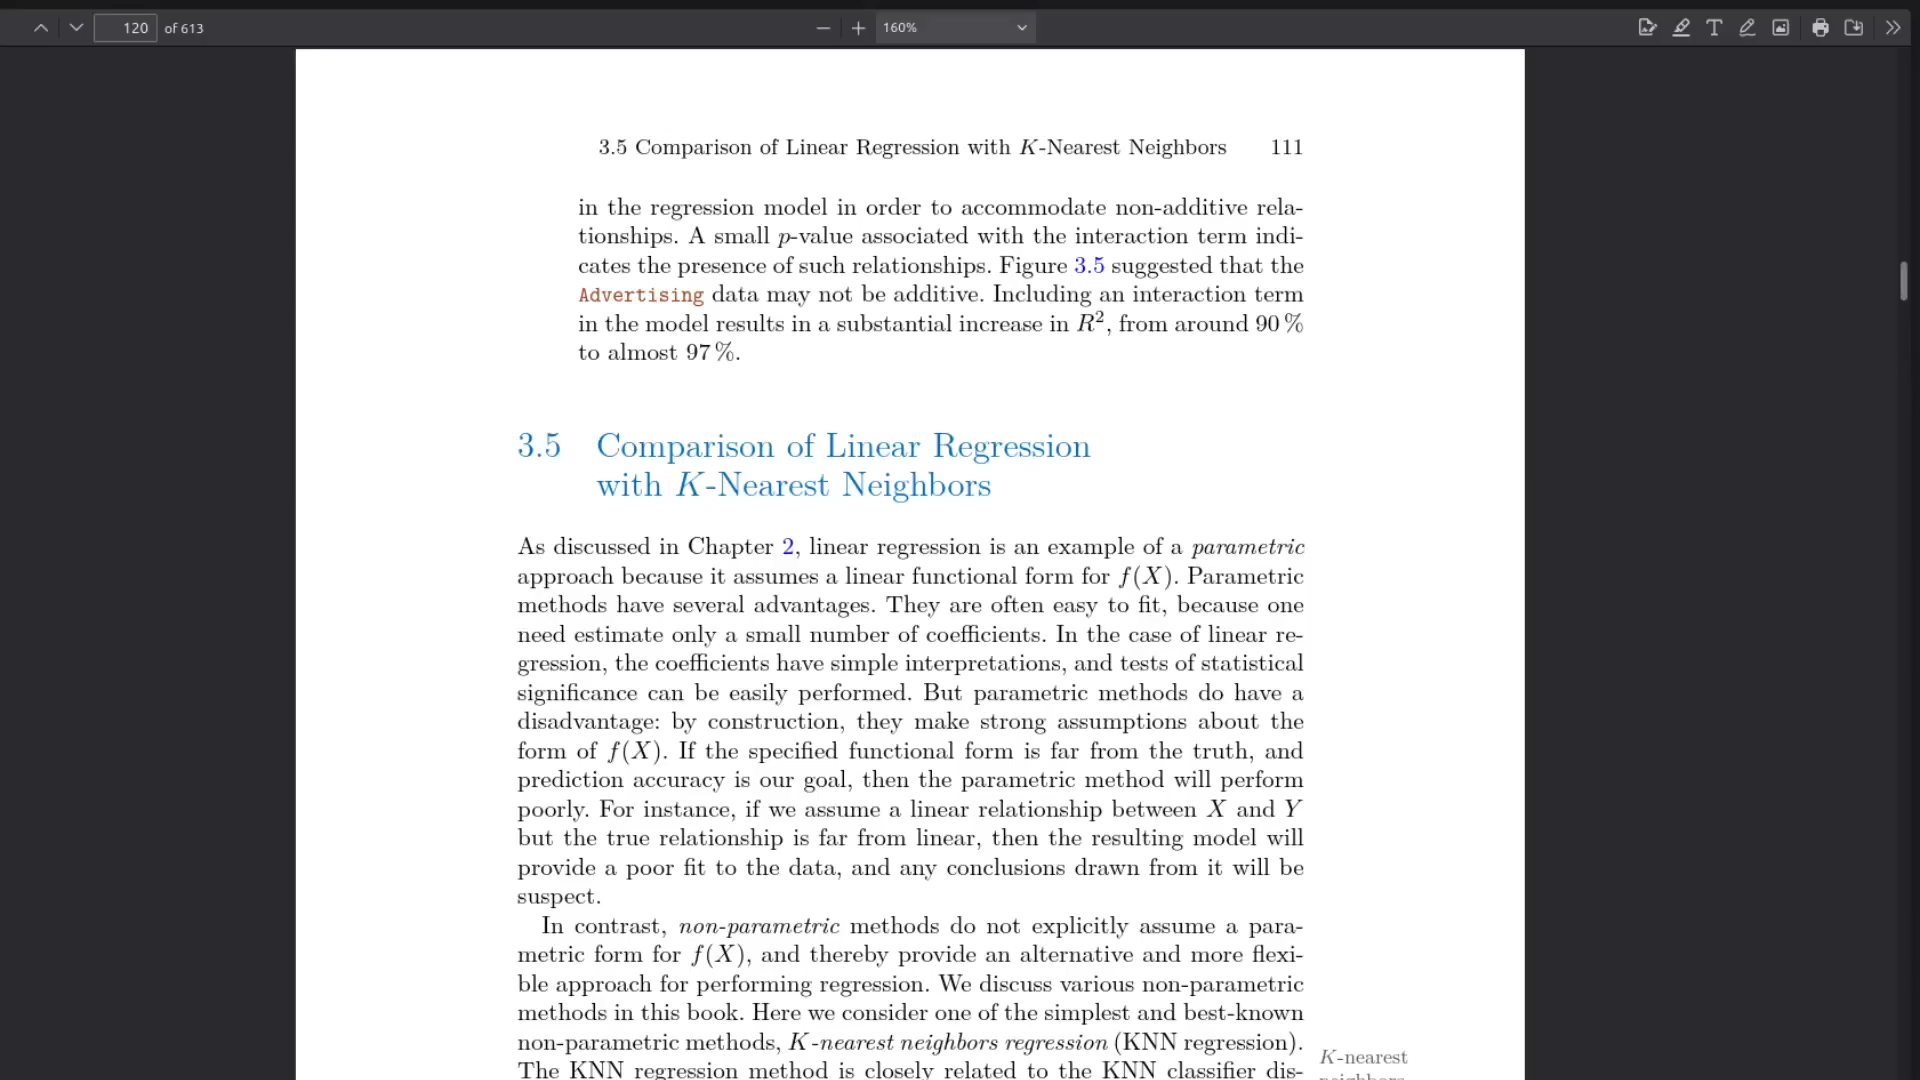 120 of 613
160%
3.5 Comparison of Linear Regression with K-Nearest Neighbors 111
in the regression model in order to accommodate non-additive rela-
tionships. A small p-value associated with the interaction term indi-
cates the presence of such relationships. Figure 3.5 suggested that the
Advertising data may not be additive. Including an interaction term
in the model results in a substantial increase in R², from around 90 %
to almost 97 %.
3.5 Comparison of Linear Regression
with K-Nearest Neighbors
As discussed in Chapter 2, linear regression is an example of a parametric
approach because it assumes a linear functional form for f(X). Parametric
methods have several advantages. They are often easy to fit, because one
need estimate only a small number of coefficients. In the case of linear re-
gression, the coefficients have simple interpretations, and tests of statistical
significance can be easily performed. But parametric methods do have a
disadvantage: by construction, they make strong assumptions about the
form of f(X). If the specified functional form is far from the truth, and
prediction accuracy is our goal, then the parametric method will perform
poorly. For instance, if we assume a linear relationship between X and Y
but the true relationship is far from linear, then the resulting model will
provide a poor fit to the data, and any conclusions drawn from it will be
suspect.
In contrast, non-parametric methods do not explicitly assume a para-
metric form for f(X), and thereby provide an alternative and more flexi-
ble approach for performing regression. We discuss various non-parametric
methods in this book. Here we consider one of the simplest and best-known
non-parametric methods, K-nearest neighbors regression (KNN regression).
The KNN regression method is closely related to the KNN classifier dis-
K-nearest